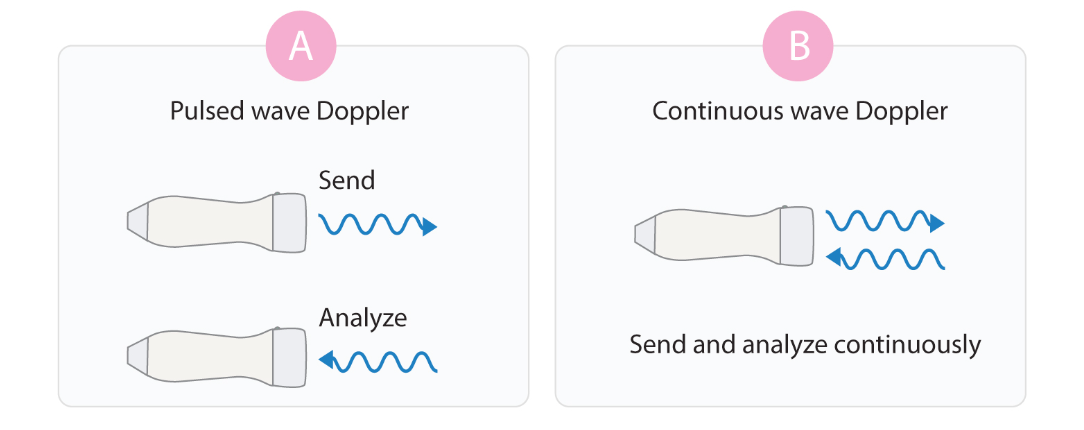 A
Pulsed wave Doppler
Send
Analyze
B
Continuous wave Doppler
Send and analyze continuously